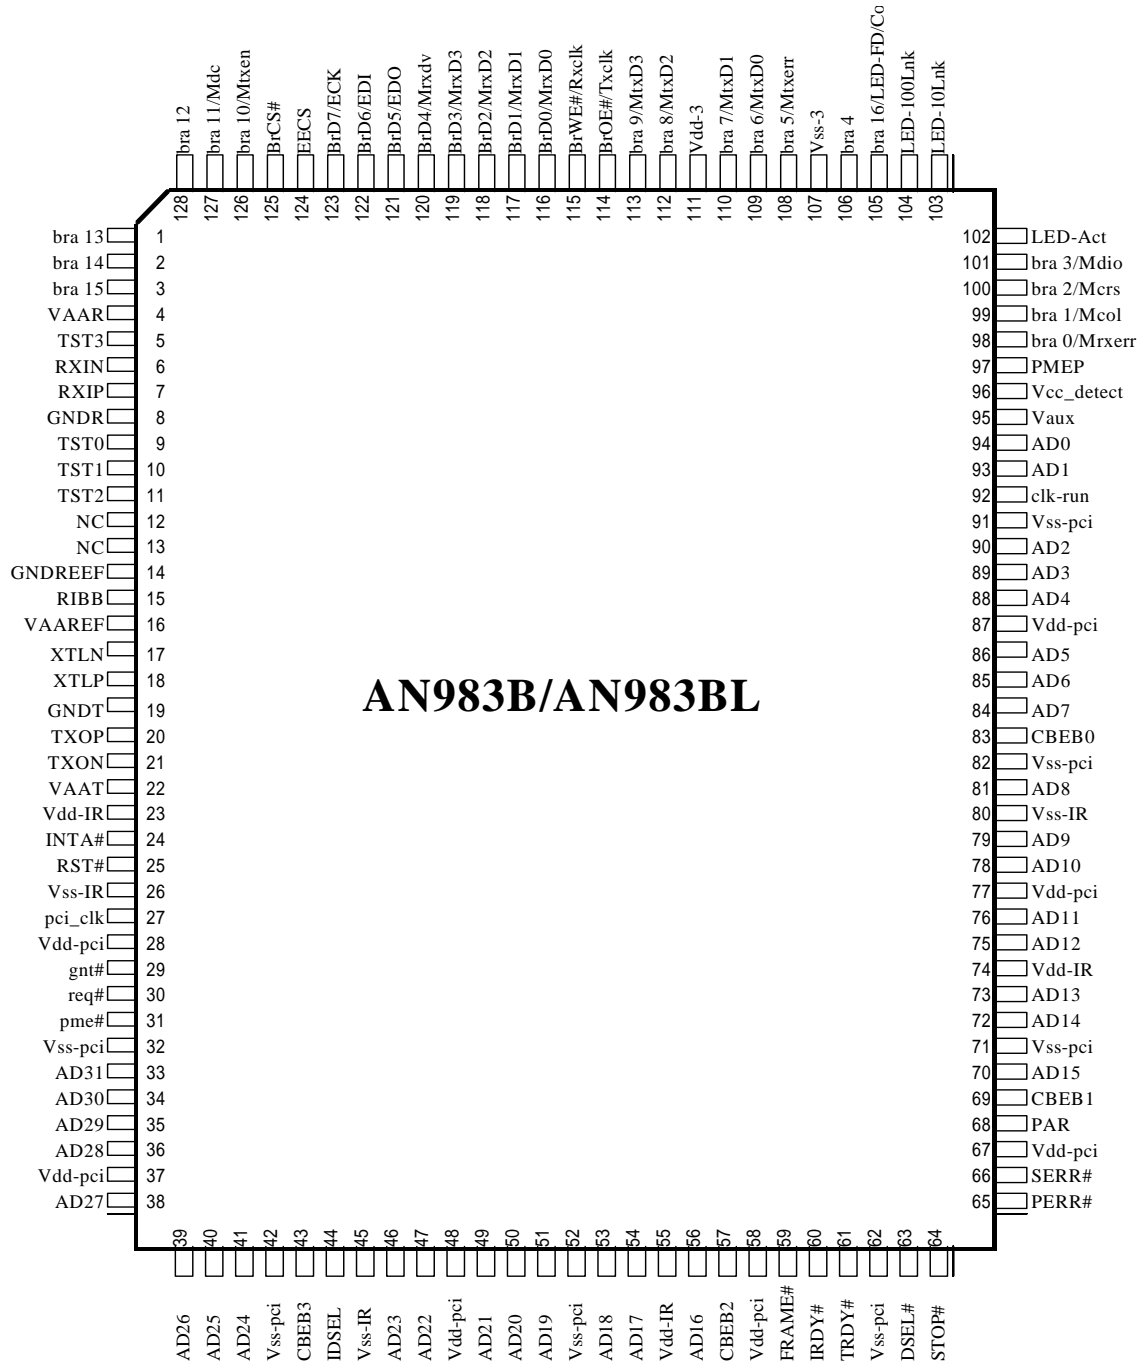 bra 12
bra 11/Mdc
bra 10/Mtxen
BrCS#
EECS
BrD7/ECK
BrD6/EDI
BrD5/EDO
BrD4/Mrxdv
BrD3/MrxD3
BrD2/MrxD2
BrD1/MrxD1
BrD0/MrxD0
BrWE#/Rxclk
BrOE#/Txclk
bra 9/MtxD3
bra 8/MtxD2
Vdd-3
bra 7/MtxD1
bra 6/MtxD0
bra 5/Mtxerr
Vss-3
bra 4
bra 16/LED-FD/Co
LED-100Lnk
LED-10Lnk
128 127 126 125 124 123 122 121 120 119 118 117 116 115 114 113 112 111 110 109 108 107 106 105 104 103
bra 13 1
bra 14 2
bra 15 3
VAAR 4
TST3 5
RXIN 6
RXIP 7
GNDR 8
TST0 9
TST1 10
TST2 11
NC 12
NC 13
GNDREEF 14
RIBB 15
VAAREF 16
XTLN 17
XTLP 18
GNDT 19
TXOP 20
TXON 21
VAAT 22
Vdd-IR 23
INTA# 24
RST# 25
Vss-IR 26
pci_clk 27
Vdd-pci 28
gnt# 29
req# 30
pme# 31
Vss-pci 32
AD31 33
AD30 34
AD29 35
AD28 36
Vdd-pci 37
AD27 38
AN983B/AN983BL
102 LED-Act
101 bra 3/Mdio
100 bra 2/Mcrs
99 bra 1/Mcol
98 bra 0/Mrxerr
97 PMEP
96 Vcc_detect
95 Vaux
94 AD0
93 AD1
92 clk-run
91 Vss-pci
90 AD2
89 AD3
88 AD4
87 Vdd-pci
86 AD5
85 AD6
84 AD7
83 CBEB0
82 Vss-pci
81 AD8
80 Vss-IR
79 AD9
78 AD10
77 Vdd-pci
76 AD11
75 AD12
74 Vdd-IR
73 AD13
72 AD14
71 Vss-pci
70 AD15
69 CBEB1
68 PAR
67 Vdd-pci
66 SERR#
65 PERR#
39 40 41 42 43 44 45 46 47 48 49 50 51 52 53 54 55 56 57 58 59 60 61 62 63 64
AD26
AD25
AD24
Vss-pci
CBEB3
IDSEL
Vss-IR
AD23
AD22
Vdd-pci
AD21
AD20
AD19
Vss-pci
AD18
AD17
Vdd-IR
AD16
CBEB2
Vdd-pci
FRAME#
IRDY#
TRDY#
Vss-pci
DSEL#
STOP#